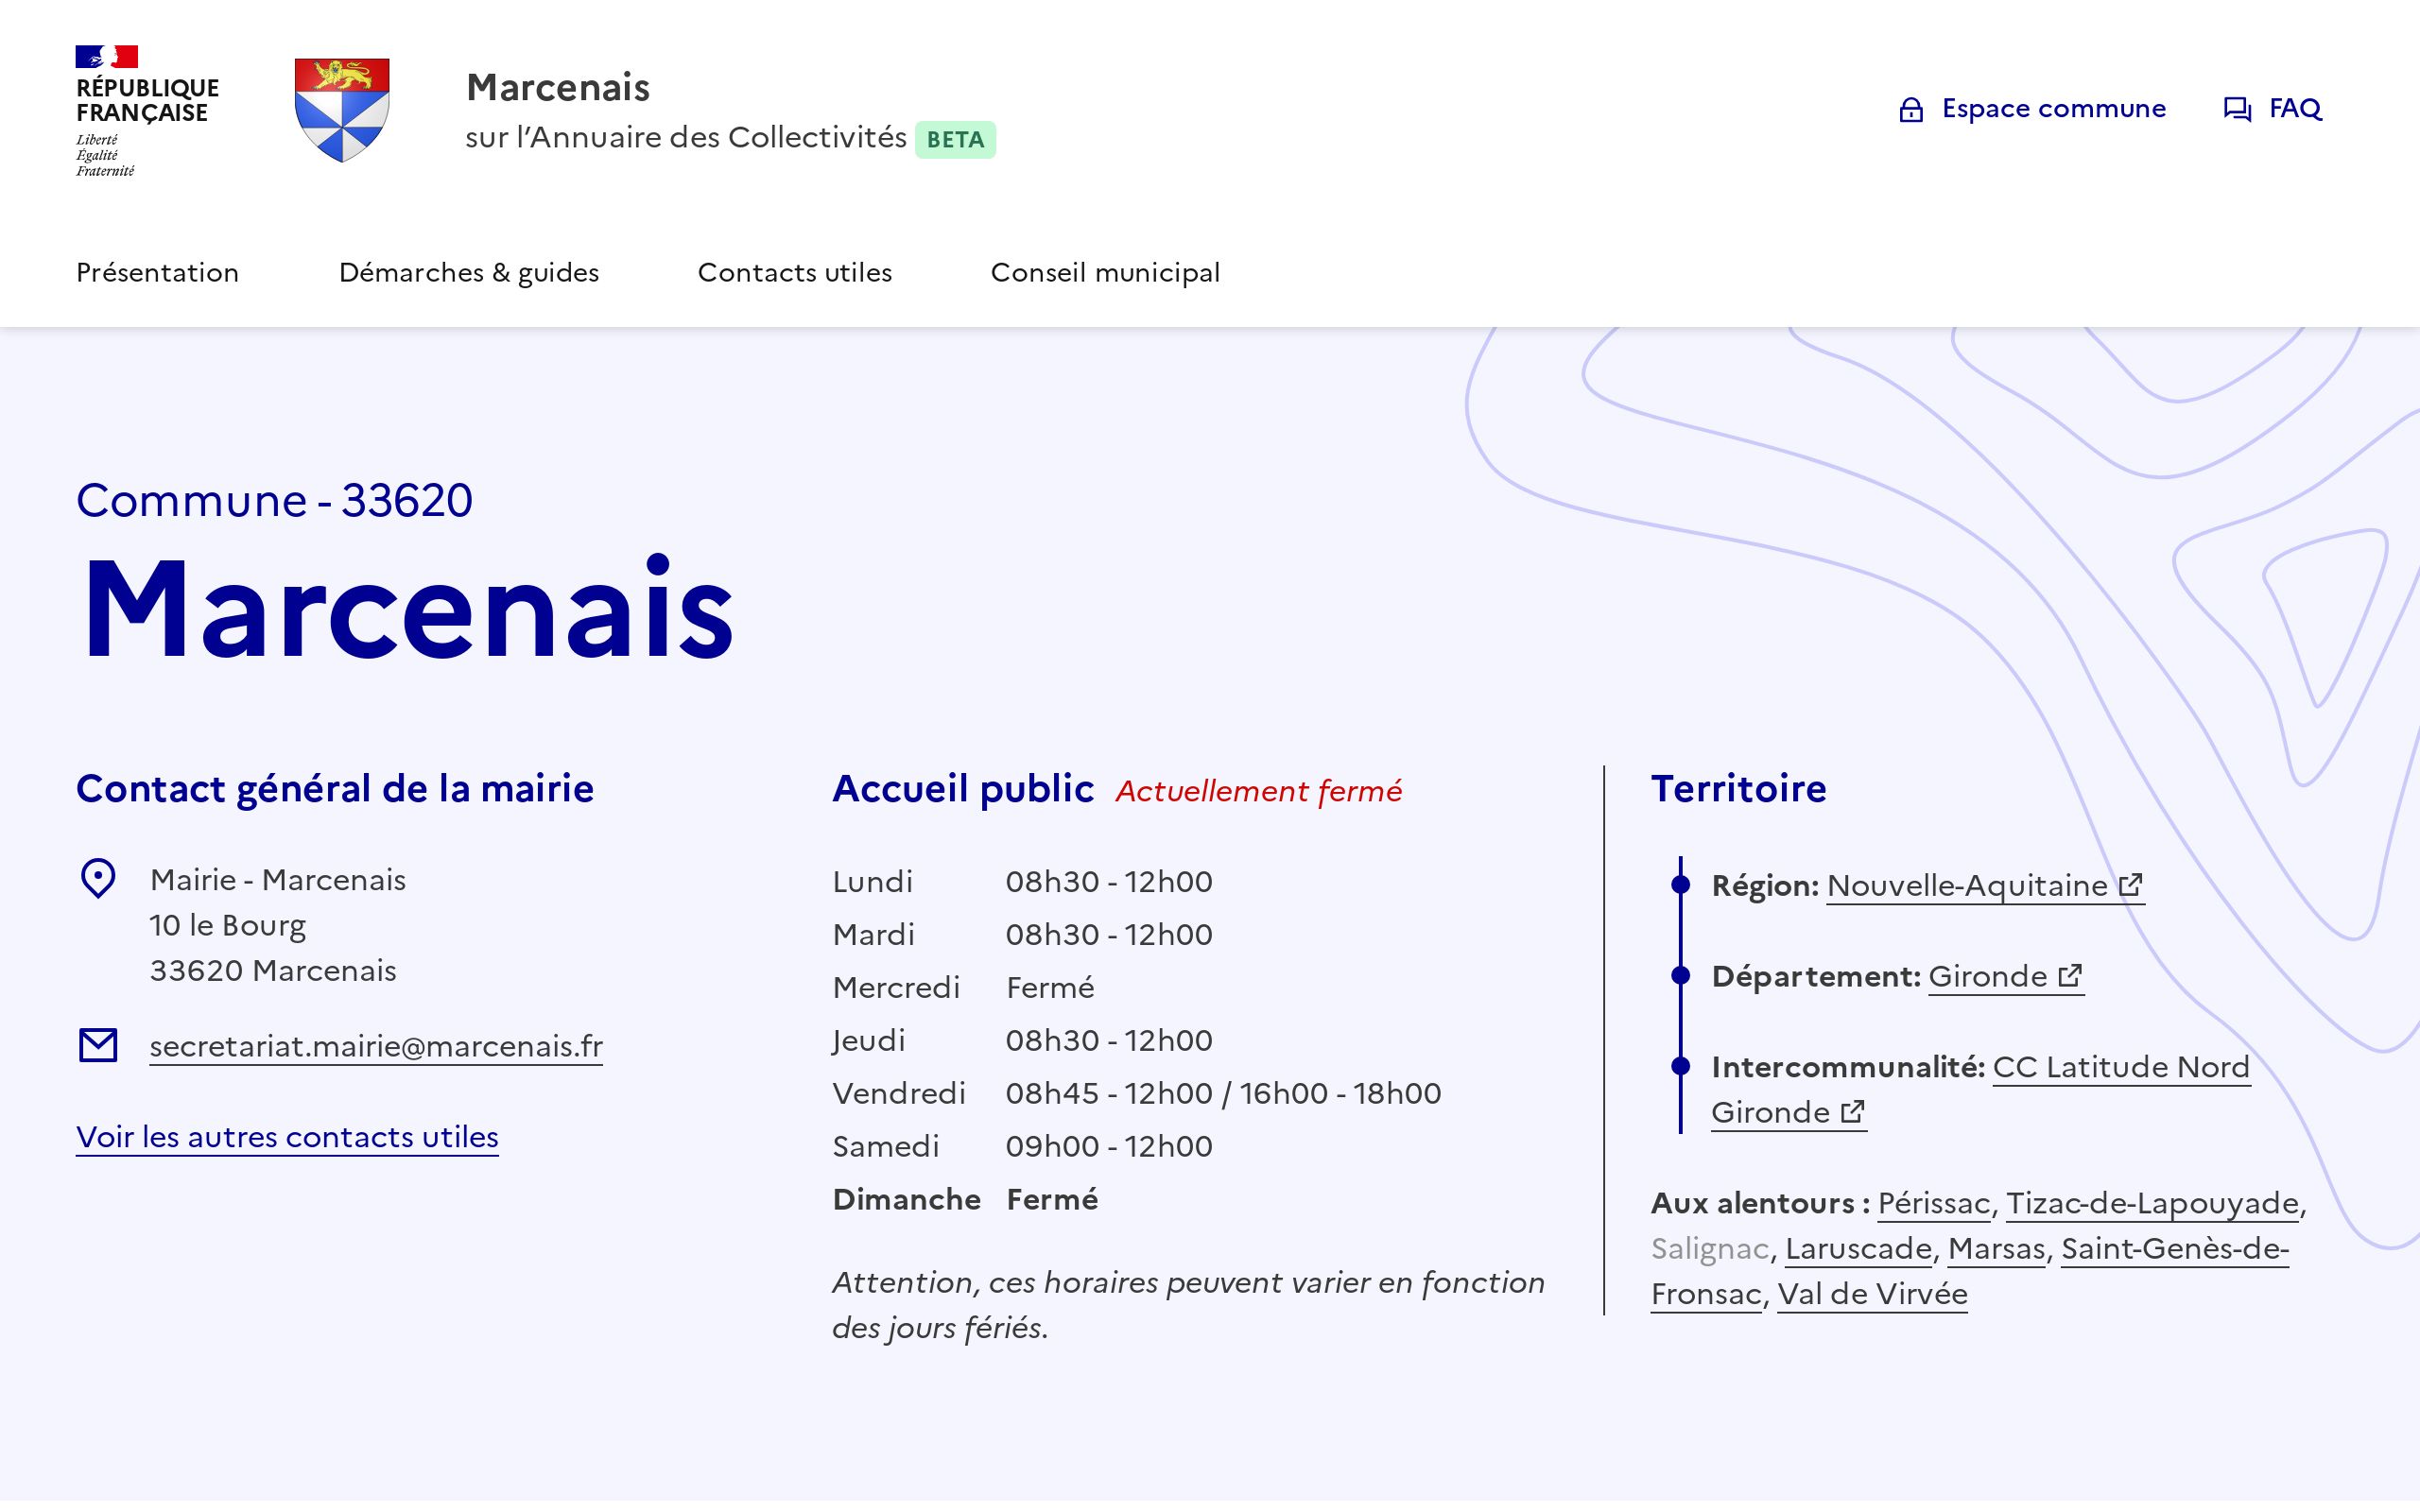 RÉPUBLIQUE
FRANÇAISE
Liberté
Égalité
Fraternité
Marcenais
sur l’Annuaire des Collectivités BETA
Espace commune
FAQ
Présentation
Démarches & guides
Contacts utiles
Conseil municipal
Commune - 33620
Marcenais
Contact général de la mairie
Mairie - Marcenais
10 le Bourg
33620 Marcenais
secretariat.mairie@marcenais.fr
Voir les autres contacts utiles
Accueil public Actuellement fermé
Lundi 08h30 - 12h00
Mardi 08h30 - 12h00
Mercredi Fermé
Jeudi 08h30 - 12h00
Vendredi 08h45 - 12h00 / 16h00 - 18h00
Samedi 09h00 - 12h00
Dimanche Fermé
Attention, ces horaires peuvent varier en fonction
des jours fériés.
Territoire
Région: Nouvelle-Aquitaine
Département: Gironde
Intercommunalité: CC Latitude Nord
Gironde
Aux alentours : Périssac, Tizac-de-Lapouyade,
Salignac, Laruscade, Marsas, Saint-Genès-de-
Fronsac, Val de Virvée